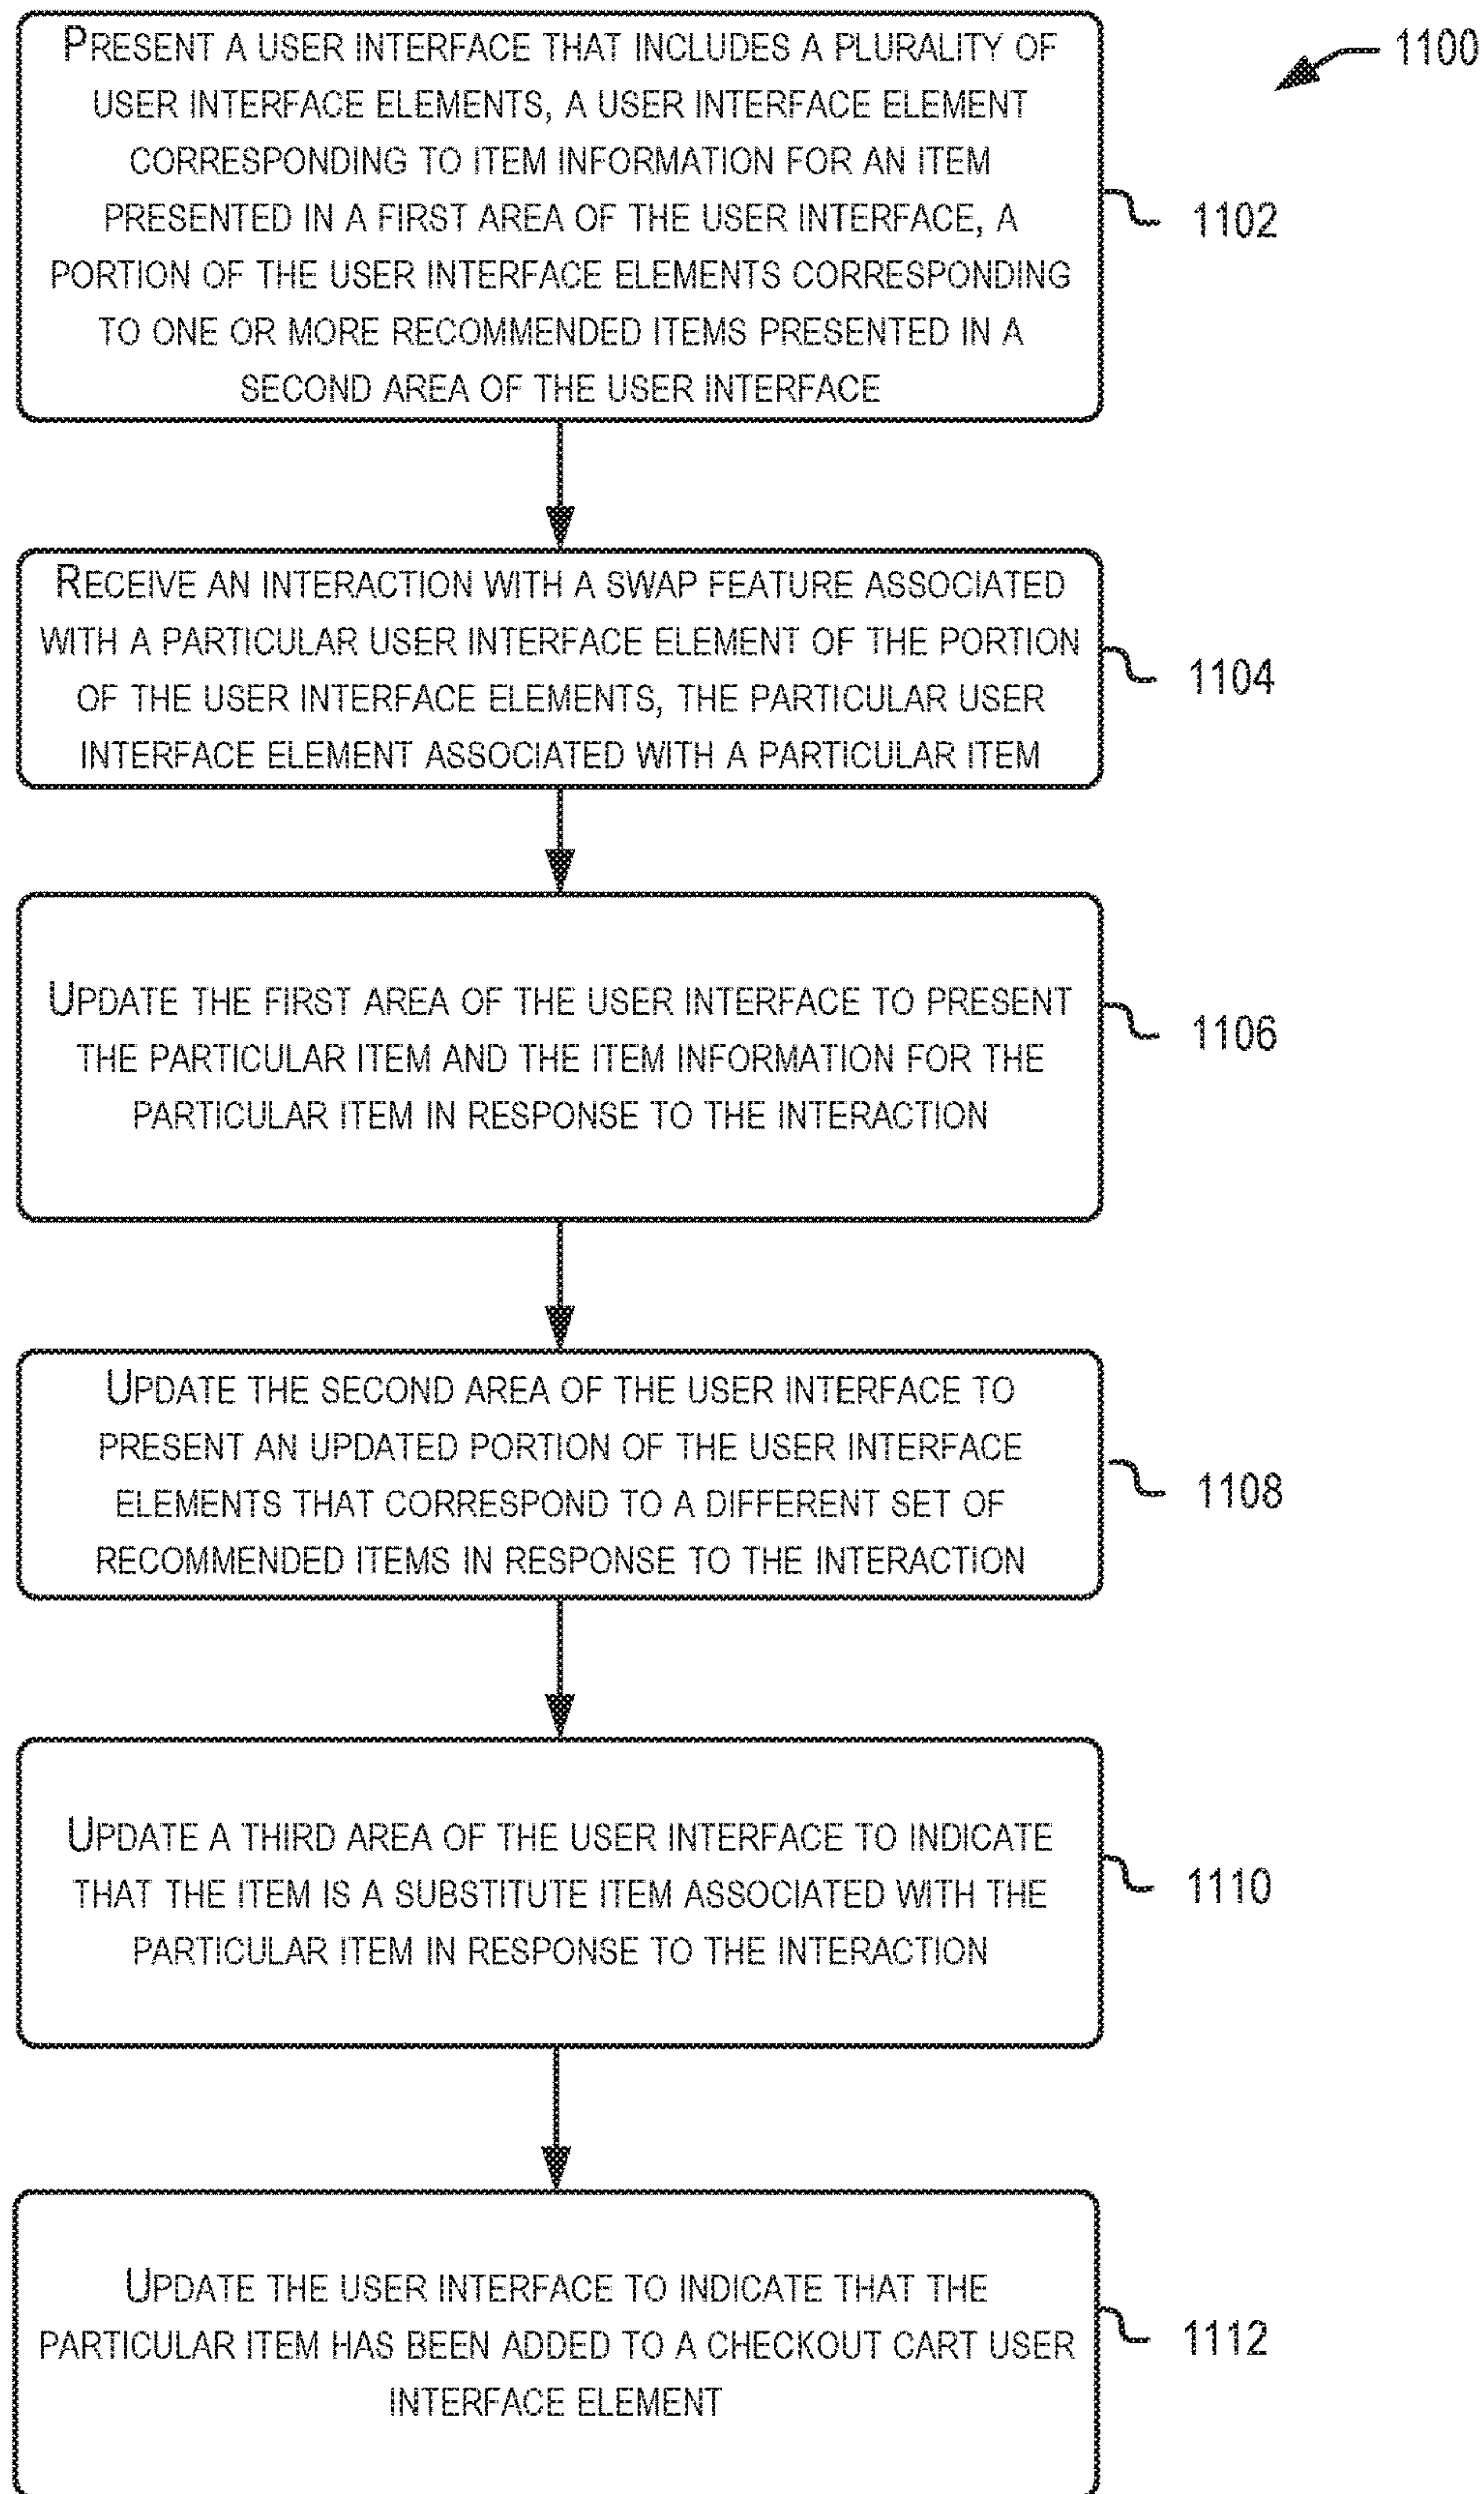 PRESENT A USER INTERFACE THAT INCLUDES A PLURALITY OF
USER INTERFACE ELEMENTS, A USER INTERFACE ELEMENT
CORRESPONDING TO ITEM INFORMATION FOR AN ITEM
PRESENTED IN A FIRST AREA OF THE USER INTERFACE, A
PORTION OF THE USER INTERFACE ELEMENTS CORRESPONDING
TO ONE OR MORE RECOMMENDED ITEMS PRESENTED IN A
SECOND AREA OF THE USER INTERFACE
1100
1102
RECEIVE AN INTERACTION WITH A SWAP FEATURE ASSOCIATED
WITH A PARTICULAR USER INTERFACE ELEMENT OF THE PORTION
OF THE USER INTERFACE ELEMENTS, THE PARTICULAR USER
INTERFACE ELEMENT ASSOCIATED WITH A PARTICULAR ITEM
1104
UPDATE THE FIRST AREA OF THE USER INTERFACE TO PRESENT
THE PARTICULAR ITEM AND THE ITEM INFORMATION FOR THE
PARTICULAR ITEM IN RESPONSE TO THE INTERACTION
1106
UPDATE THE SECOND AREA OF THE USER INTERFACE TO
PRESENT AN UPDATED PORTION OF THE USER INTERFACE
ELEMENTS THAT CORRESPOND TO A DIFFERENT SET OF
RECOMMENDED ITEMS IN RESPONSE TO THE INTERACTION
1108
UPDATE A THIRD AREA OF THE USER INTERFACE TO INDICATE
THAT THE ITEM IS A SUBSTITUTE ITEM ASSOCIATED WITH THE
PARTICULAR ITEM IN RESPONSE TO THE INTERACTION
1110
UPDATE THE USER INTERFACE TO INDICATE THAT THE
PARTICULAR ITEM HAS BEEN ADDED TO A CHECKOUT CART USER
INTERFACE ELEMENT
1112